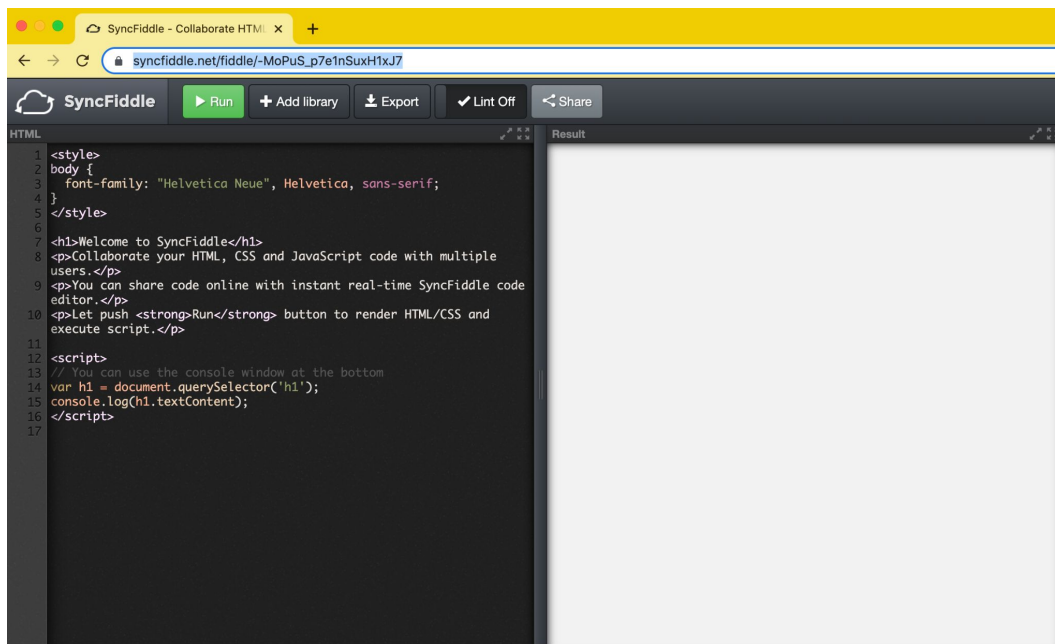 SyncFiddle - Collaborate HTML
syncfiddle.net/fiddle/-MoPuS_p7e1nSuxH1xJ7
SyncFiddle Run Add library Export Lint Off Share
HTML Result
1 <style>
2 body {
3 font-family: "Helvetica Neue", Helvetica, sans-serif;
4 }
5 </style>
6
7 <h1>Welcome to SyncFiddle</h1>
8 <p>Collaborate your HTML, CSS and JavaScript code with multiple
users.</p>
9 <p>You can share code online with instant real-time SyncFiddle code
editor.</p>
10 <p>Let push <strong>Run</strong> button to render HTML/CSS and
execute script.</p>
11
12 <script>
13 // You can use the console window at the bottom
14 var h1 = document.querySelector('h1');
15 console.log(h1.textContent);
16 </script>
17